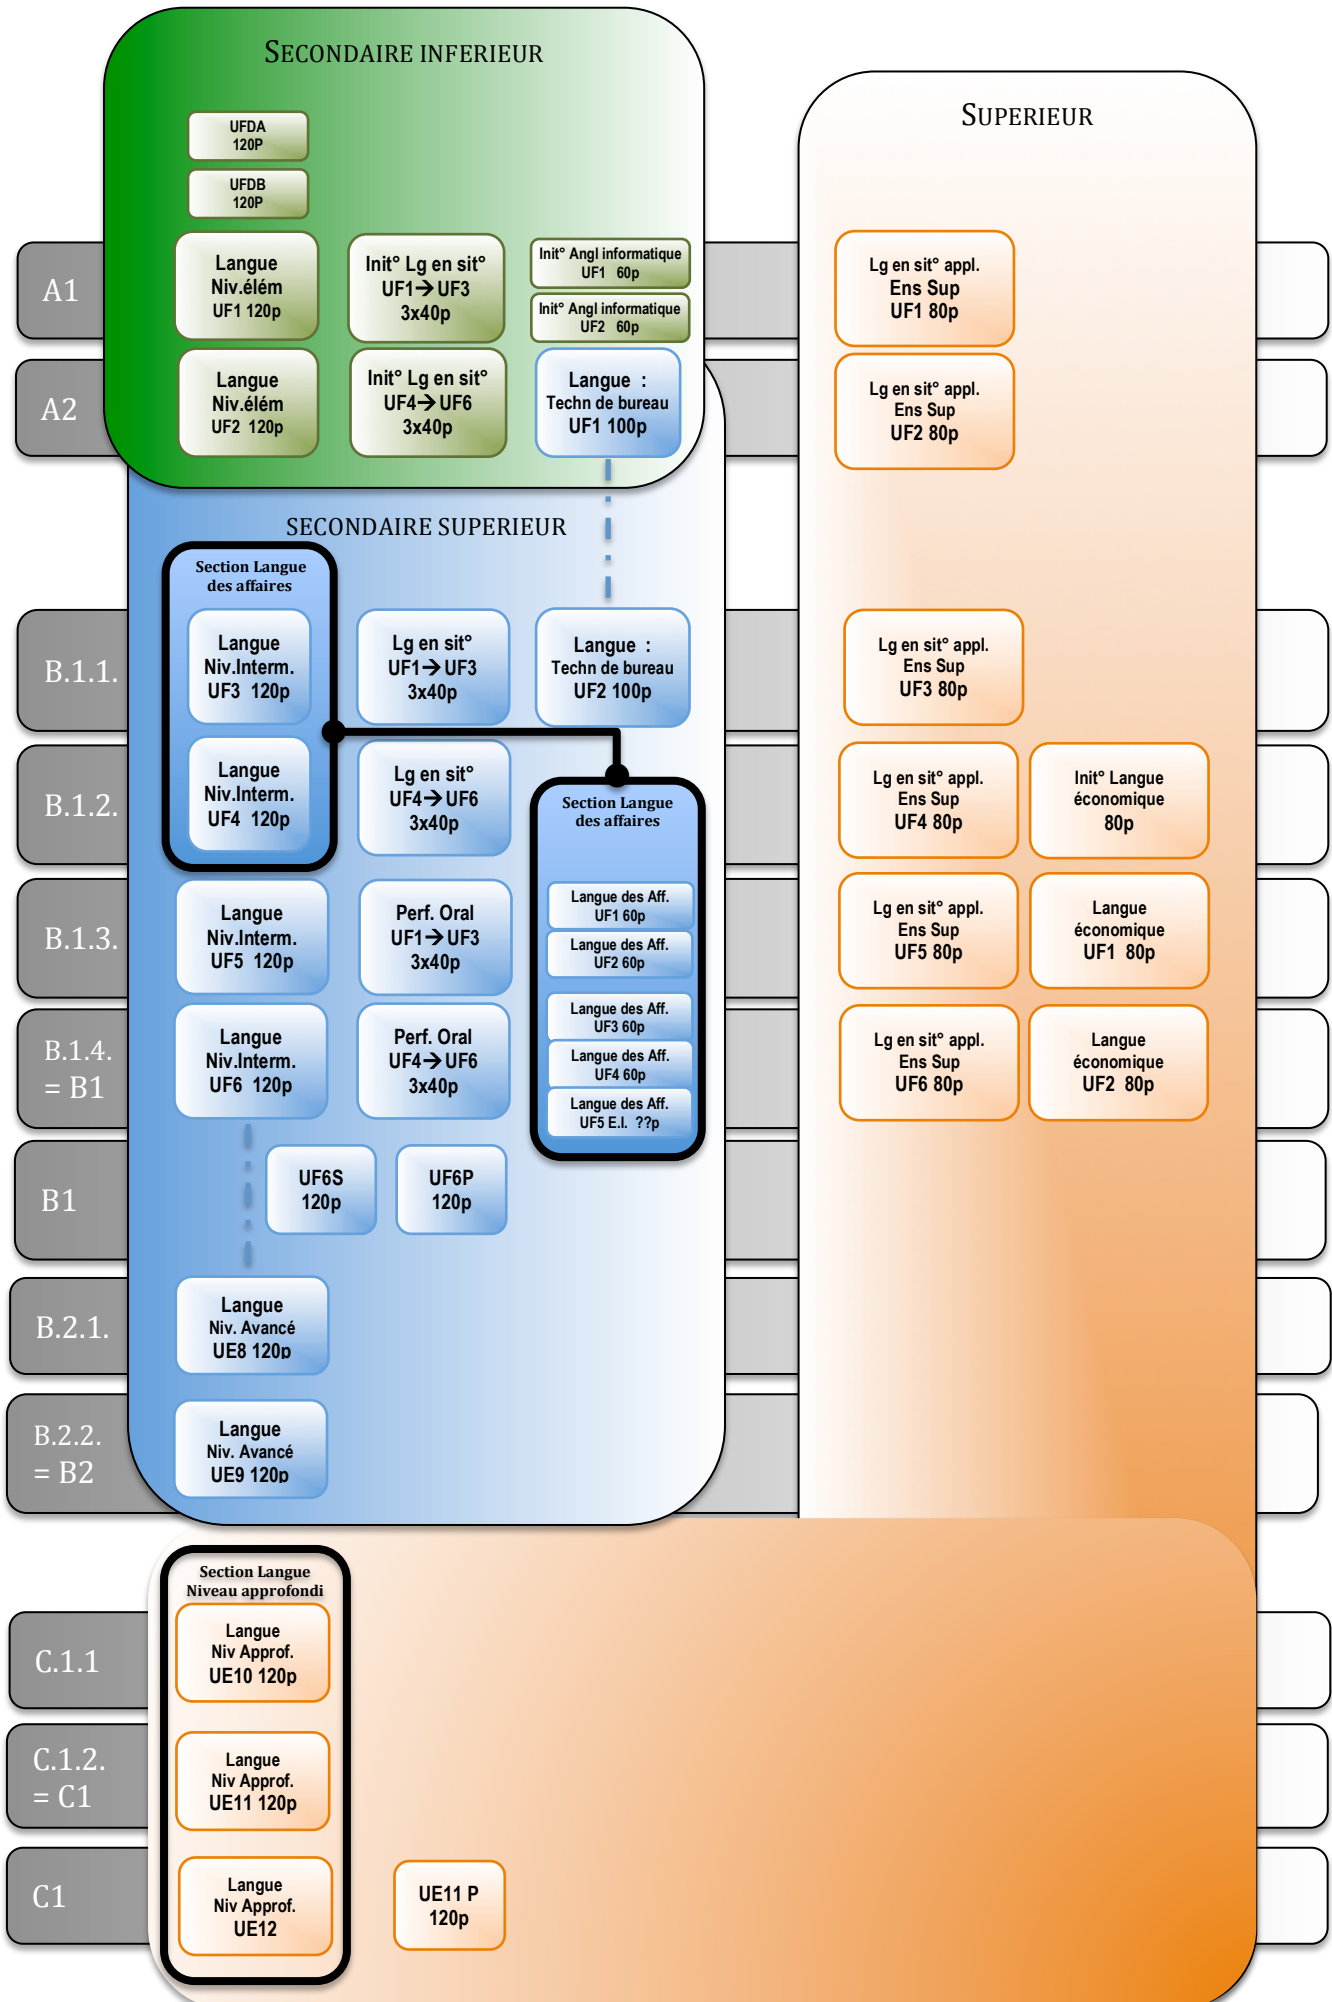 SECONDAIRE INFERIEUR
SUPERIEUR
UFDA
120P
UFDB
120P
A1
Langue
Niv.élém
UF1 120p
Init° Lg en sit°
UF1→UF3
3x40p
Init° Angl informatique
UF1 60p
Init° Angl informatique
UF2 60p
Lg en sit° appl.
Ens Sup
UF1 80p
A2
Langue
Niv.élém
UF2 120p
Init° Lg en sit°
UF4→UF6
3x40p
Langue :
Techn de bureau
UF1 100p
Lg en sit° appl.
Ens Sup
UF2 80p
SECONDAIRE SUPERIEUR
Section Langue
des affaires
B.1.1.
Langue
Niv.Interm.
UF3 120p
Lg en sit°
UF1→UF3
3x40p
Langue :
Techn de bureau
UF2 100p
Lg en sit° appl.
Ens Sup
UF3 80p
B.1.2.
Langue
Niv.Interm.
UF4 120p
Lg en sit°
UF4→UF6
3x40p
Section Langue
des affaires
Lg en sit° appl.
Ens Sup
UF4 80p
Init° Langue
économique
80p
B.1.3.
Langue
Niv.Interm.
UF5 120p
Perf. Oral
UF1→UF3
3x40p
Langue des Aff.
UF1 60p
Langue des Aff.
UF2 60p
Lg en sit° appl.
Ens Sup
UF5 80p
Langue
économique
UF1 80p
B.1.4.
= B1
Langue
Niv.Interm.
UF6 120p
Perf. Oral
UF4→UF6
3x40p
Langue des Aff.
UF3 60p
Langue des Aff.
UF4 60p
Langue des Aff.
UF5 E.I. ??p
Lg en sit° appl.
Ens Sup
UF6 80p
Langue
économique
UF2 80p
B1
UF6S
120p
UF6P
120p
B.2.1.
Langue
Niv. Avancé
UE8 120p
B.2.2.
= B2
Langue
Niv. Avancé
UE9 120p
Section Langue
Niveau approfondi
C.1.1
Langue
Niv Approf.
UE10 120p
C.1.2.
= C1
Langue
Niv Approf.
UE11 120p
C1
Langue
Niv Approf.
UE12
UE11 P
120p